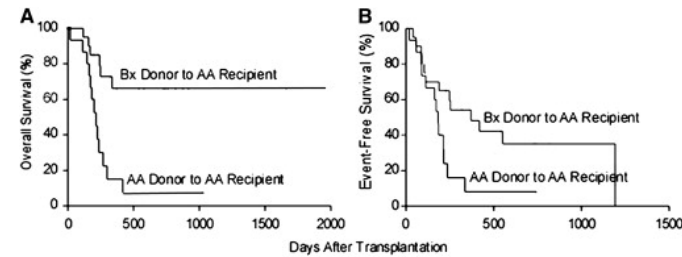 A
Overall Survival (%)
100
80
60
40
20
0
Bx Donor to AA Recipient
AA Donor to AA Recipient
0 500 1000 1500 2000
B
Event-Free Survival (%)
100
80
60
40
20
0
Bx Donor to AA Recipient
AA Donor to AA Recipient
0 500 1000 1500
Days After Transplantation